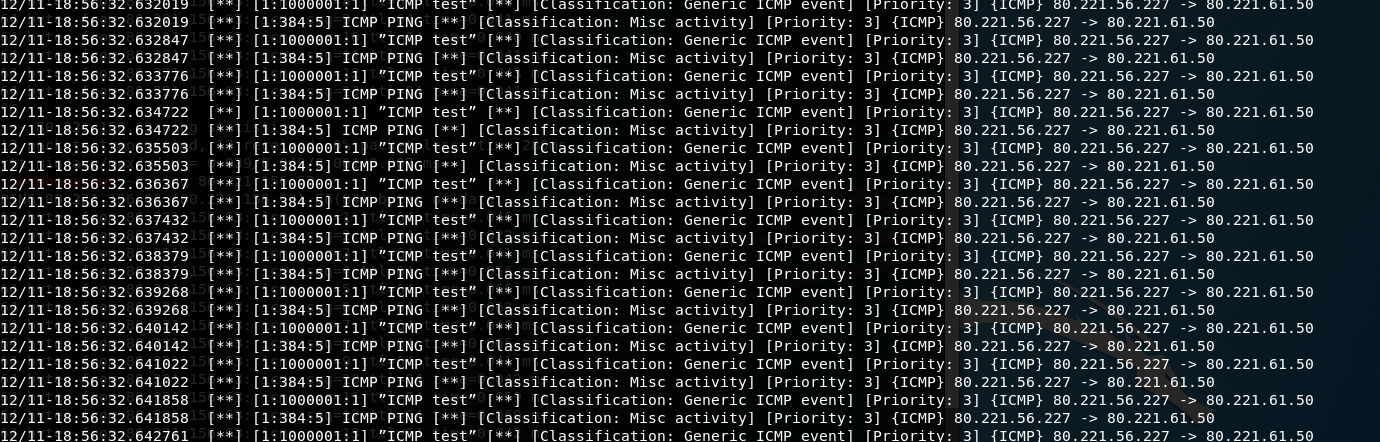 12/11-18:56:32.632019 [**] [1:1000001:1] ”ICMP test” [**] [Classification: Generic ICMP event] [Priority: 3] {ICMP} 80.221.56.227 -> 80.221.61.50
12/11-18:56:32.632019 [**] [1:384:5] ICMP PING [**] [Classification: Misc activity] [Priority: 3] {ICMP} 80.221.56.227 -> 80.221.61.50
12/11-18:56:32.632847 [**] [1:1000001:1] ”ICMP test” [**] [Classification: Generic ICMP event] [Priority: 3] {ICMP} 80.221.56.227 -> 80.221.61.50
12/11-18:56:32.632847 [**] [1:384:5] ICMP PING [**] [Classification: Misc activity] [Priority: 3] {ICMP} 80.221.56.227 -> 80.221.61.50
12/11-18:56:32.633776 [**] [1:1000001:1] ”ICMP test” [**] [Classification: Generic ICMP event] [Priority: 3] {ICMP} 80.221.56.227 -> 80.221.61.50
12/11-18:56:32.633776 [**] [1:384:5] ICMP PING [**] [Classification: Misc activity] [Priority: 3] {ICMP} 80.221.56.227 -> 80.221.61.50
12/11-18:56:32.634722 [**] [1:1000001:1] ”ICMP test” [**] [Classification: Generic ICMP event] [Priority: 3] {ICMP} 80.221.56.227 -> 80.221.61.50
12/11-18:56:32.634722 [**] [1:384:5] ICMP PING [**] [Classification: Misc activity] [Priority: 3] {ICMP} 80.221.56.227 -> 80.221.61.50
12/11-18:56:32.635503 [**] [1:1000001:1] ”ICMP test” [**] [Classification: Generic ICMP event] [Priority: 3] {ICMP} 80.221.56.227 -> 80.221.61.50
12/11-18:56:32.635503 [**] [1:384:5] ICMP PING [**] [Classification: Misc activity] [Priority: 3] {ICMP} 80.221.56.227 -> 80.221.61.50
12/11-18:56:32.636367 [**] [1:1000001:1] ”ICMP test” [**] [Classification: Generic ICMP event] [Priority: 3] {ICMP} 80.221.56.227 -> 80.221.61.50
12/11-18:56:32.636367 [**] [1:384:5] ICMP PING [**] [Classification: Misc activity] [Priority: 3] {ICMP} 80.221.56.227 -> 80.221.61.50
12/11-18:56:32.637432 [**] [1:1000001:1] ”ICMP test” [**] [Classification: Generic ICMP event] [Priority: 3] {ICMP} 80.221.56.227 -> 80.221.61.50
12/11-18:56:32.637432 [**] [1:384:5] ICMP PING [**] [Classification: Misc activity] [Priority: 3] {ICMP} 80.221.56.227 -> 80.221.61.50
12/11-18:56:32.638379 [**] [1:1000001:1] ”ICMP test” [**] [Classification: Generic ICMP event] [Priority: 3] {ICMP} 80.221.56.227 -> 80.221.61.50
12/11-18:56:32.638379 [**] [1:384:5] ICMP PING [**] [Classification: Misc activity] [Priority: 3] {ICMP} 80.221.56.227 -> 80.221.61.50
12/11-18:56:32.639268 [**] [1:1000001:1] ”ICMP test” [**] [Classification: Generic ICMP event] [Priority: 3] {ICMP} 80.221.56.227 -> 80.221.61.50
12/11-18:56:32.639268 [**] [1:384:5] ICMP PING [**] [Classification: Misc activity] [Priority: 3] {ICMP} 80.221.56.227 -> 80.221.61.50
12/11-18:56:32.640142 [**] [1:1000001:1] ”ICMP test” [**] [Classification: Generic ICMP event] [Priority: 3] {ICMP} 80.221.56.227 -> 80.221.61.50
12/11-18:56:32.640142 [**] [1:384:5] ICMP PING [**] [Classification: Misc activity] [Priority: 3] {ICMP} 80.221.56.227 -> 80.221.61.50
12/11-18:56:32.641022 [**] [1:1000001:1] ”ICMP test” [**] [Classification: Generic ICMP event] [Priority: 3] {ICMP} 80.221.56.227 -> 80.221.61.50
12/11-18:56:32.641022 [**] [1:384:5] ICMP PING [**] [Classification: Misc activity] [Priority: 3] {ICMP} 80.221.56.227 -> 80.221.61.50
12/11-18:56:32.641858 [**] [1:1000001:1] ”ICMP test” [**] [Classification: Generic ICMP event] [Priority: 3] {ICMP} 80.221.56.227 -> 80.221.61.50
12/11-18:56:32.641858 [**] [1:384:5] ICMP PING [**] [Classification: Misc activity] [Priority: 3] {ICMP} 80.221.56.227 -> 80.221.61.50
12/11-18:56:32.642761 [**] [1:1000001:1] ”ICMP test” [**] [Classification: Generic ICMP event] [Priority: 3] {ICMP} 80.221.56.227 -> 80.221.61.50